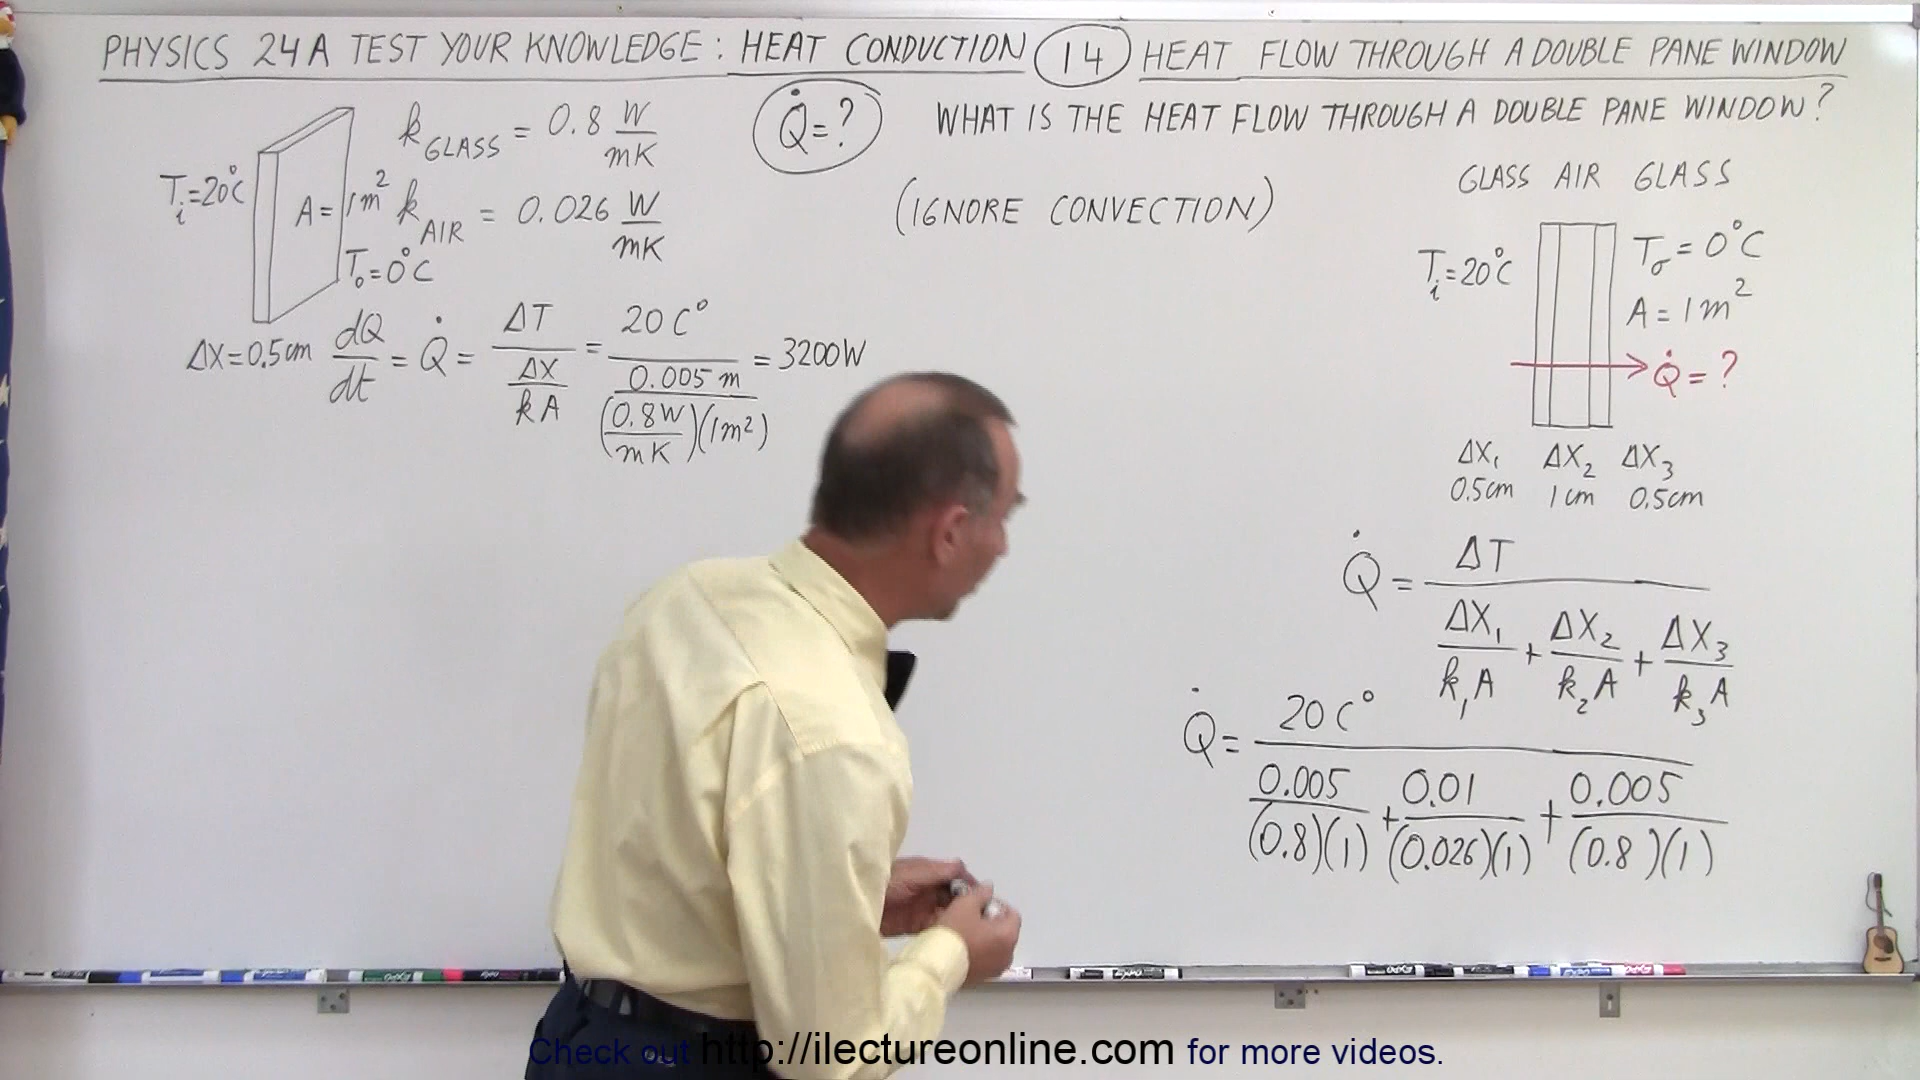 PHYSICS 24A TEST YOUR KNOWLEDGE: HEAT CONDUCTION 14 HEAT FLOW THROUGH A DOUBLE PANE WINDOW
Q̇=? WHAT IS THE HEAT FLOW THROUGH A DOUBLE PANE WINDOW?
(IGNORE CONVECTION)
k_GLASS = 0.8 W/mK
T_i=20°C
A=1m²
k_AIR = 0.026 W/mK
T_o=0°C
ΔX=0.5cm
dQ/dt = Q̇ = ΔT/(ΔX/kA) = 20 C°/(0.005 m/((0.8 W/mK)(1m²))) = 3200W
GLASS AIR GLASS
T_i=20°C
T_o=0°C
A=1m²
Q̇=?
ΔX₁ ΔX₂ ΔX₃
0.5cm 1cm 0.5cm
Q̇ = ΔT/(ΔX₁/k₁A + ΔX₂/k₂A + ΔX₃/k₃A)
Q̇ = 20 C°/(0.005/(0.8)(1) + 0.01/(0.026)(1) + 0.005/(0.8)(1))
EXPO
Check out http://ilectureonline.com for more videos.